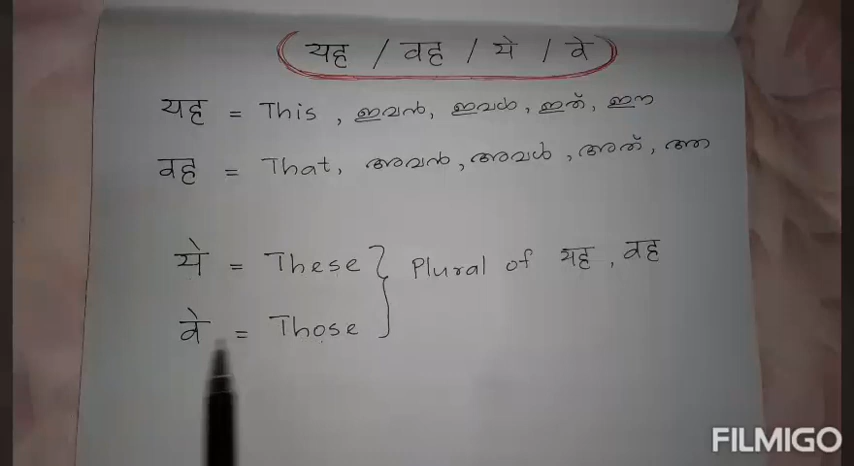 यह / वह / ये / वे
यह = This, ഇവൻ, ഇവൾ, ഇത്, ഈ
वह = That, അവൻ, അവൾ, അത്, ആ
ये = These } Plural of यह, वह
वे = Those
FILMIGO